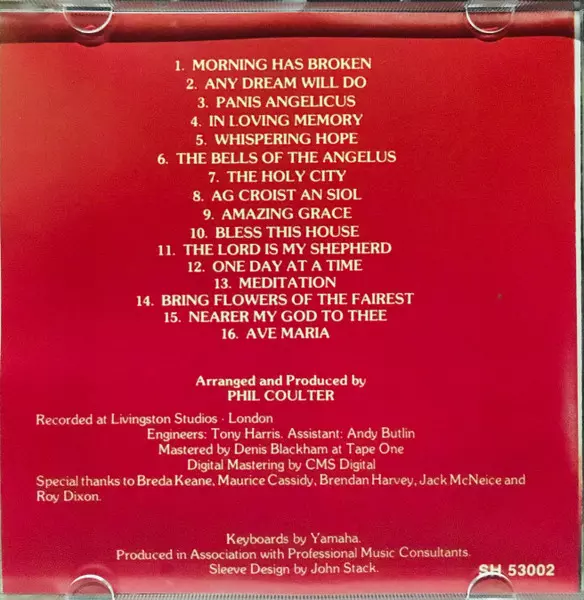 1. MORNING HAS BROKEN
2. ANY DREAM WILL DO
3. PANIS ANGELICUS
4. IN LOVING MEMORY
5. WHISPERING HOPE
6. THE BELLS OF THE ANGELUS
7. THE HOLY CITY
8. AG CROIST AN SIOL
9. AMAZING GRACE
10. BLESS THIS HOUSE
11. THE LORD IS MY SHEPHERD
12. ONE DAY AT A TIME
13. MEDITATION
14. BRING FLOWERS OF THE FAIREST
15. NEARER MY GOD TO THEE
16. AVE MARIA
Arranged and Produced by
PHIL COULTER
Recorded at Livingston Studios - London
Engineers: Tony Harris. Assistant: Andy Butlin
Mastered by Denis Blackham at Tape One
Digital Mastering by CMS Digital
Special thanks to Breda Keane, Maurice Cassidy, Brendan Harvey, Jack McNeice and
Roy Dixon.
Keyboards by Yamaha.
Produced in Association with Professional Music Consultants.
Sleeve Design by John Stack.
SH 53002